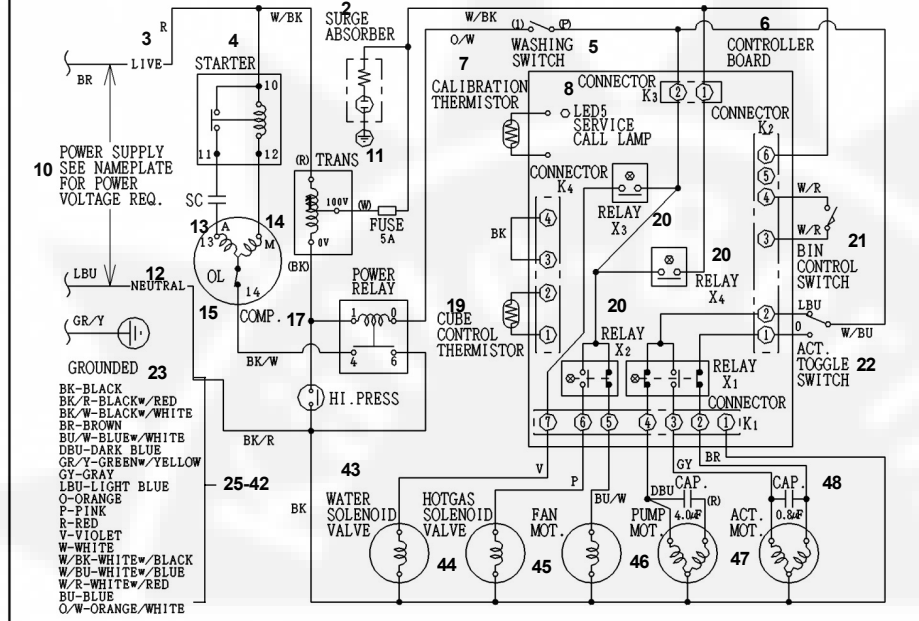 R
W/BK
2
SURGE
ABSORBER
W/BK
(1)
(P)
6
3
4
O/W
WASHING
SWITCH
5
CONTROLLER
BOARD
LIVE
BR
STARTER
7
CALIBRATION
THERMISTOR
8
CONNECTOR
K3
2
1
10
LED5
SERVICE
CALL LAMP
CONNECTOR
K2
10
POWER SUPPLY
SEE NAMEPLATE
FOR POWER
VOLTAGE REQ.
11
12
11
(R)
TRANS
CONNECTOR
K4
6
5
4
W/R
SC
100V
(W)
FUSE
5A
4
RELAY
X3
20
13
14
A
13
M
0V
BK
3
3
W/R
21
BIN
CONTROL
SWITCH
20
OL
14
(BK)
RELAY
X4
LBU
12
NEUTRAL
POWER
RELAY
2
15
COMP.
17
1
0
19
CUBE
CONTROL
THERMISTOR
1
20
RELAY
X2
2
LBU
1
0
W/BU
GR/Y
BK/W
4
6
RELAY
X1
ACT.
TOGGLE
SWITCH
22
GROUNDED
23
BK-BLACK
BK/R-BLACKw/RED
BK/W-BLACKw/WHITE
BR-BROWN
BU/W-BLUEw/WHITE
DBU-DARK BLUE
GR/Y-GREENw/YELLOW
GY-GRAY
LBU-LIGHT BLUE
O-ORANGE
P-PINK
R-RED
V-VIOLET
W-WHITE
W/BK-WHITEw/BLACK
W/BU-WHITEw/BLUE
W/R-WHITEw/RED
BU-BLUE
O/W-ORANGE/WHITE
25-42
HI.PRESS
BK/R
BK
CONNECTOR
K1
7
6
5
4
3
2
1
V
P
BU/W
DBU
GY
BR
43
WATER
SOLENOID
VALVE
44
HOTGAS
SOLENOID
VALVE
45
FAN
MOT.
46
PUMP
MOT.
CAP.
4.0uF
(R)
47
ACT.
MOT.
CAP.
0.8uF
48